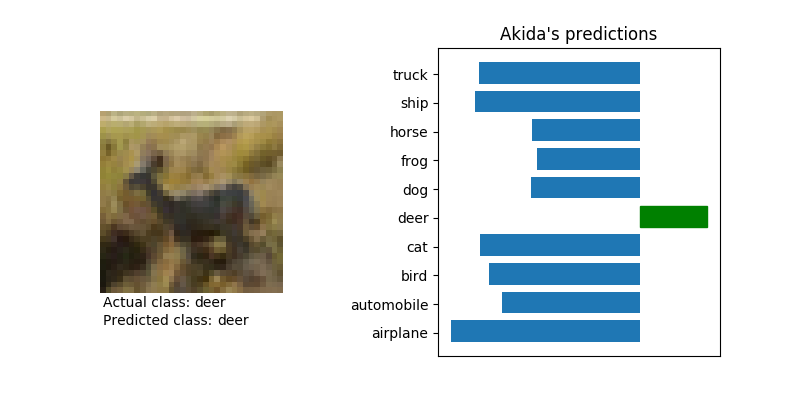 Akida's predictions
truck
ship
horse
frog
dog
deer
cat
bird
automobile
airplane
Actual class: deer
Predicted class: deer